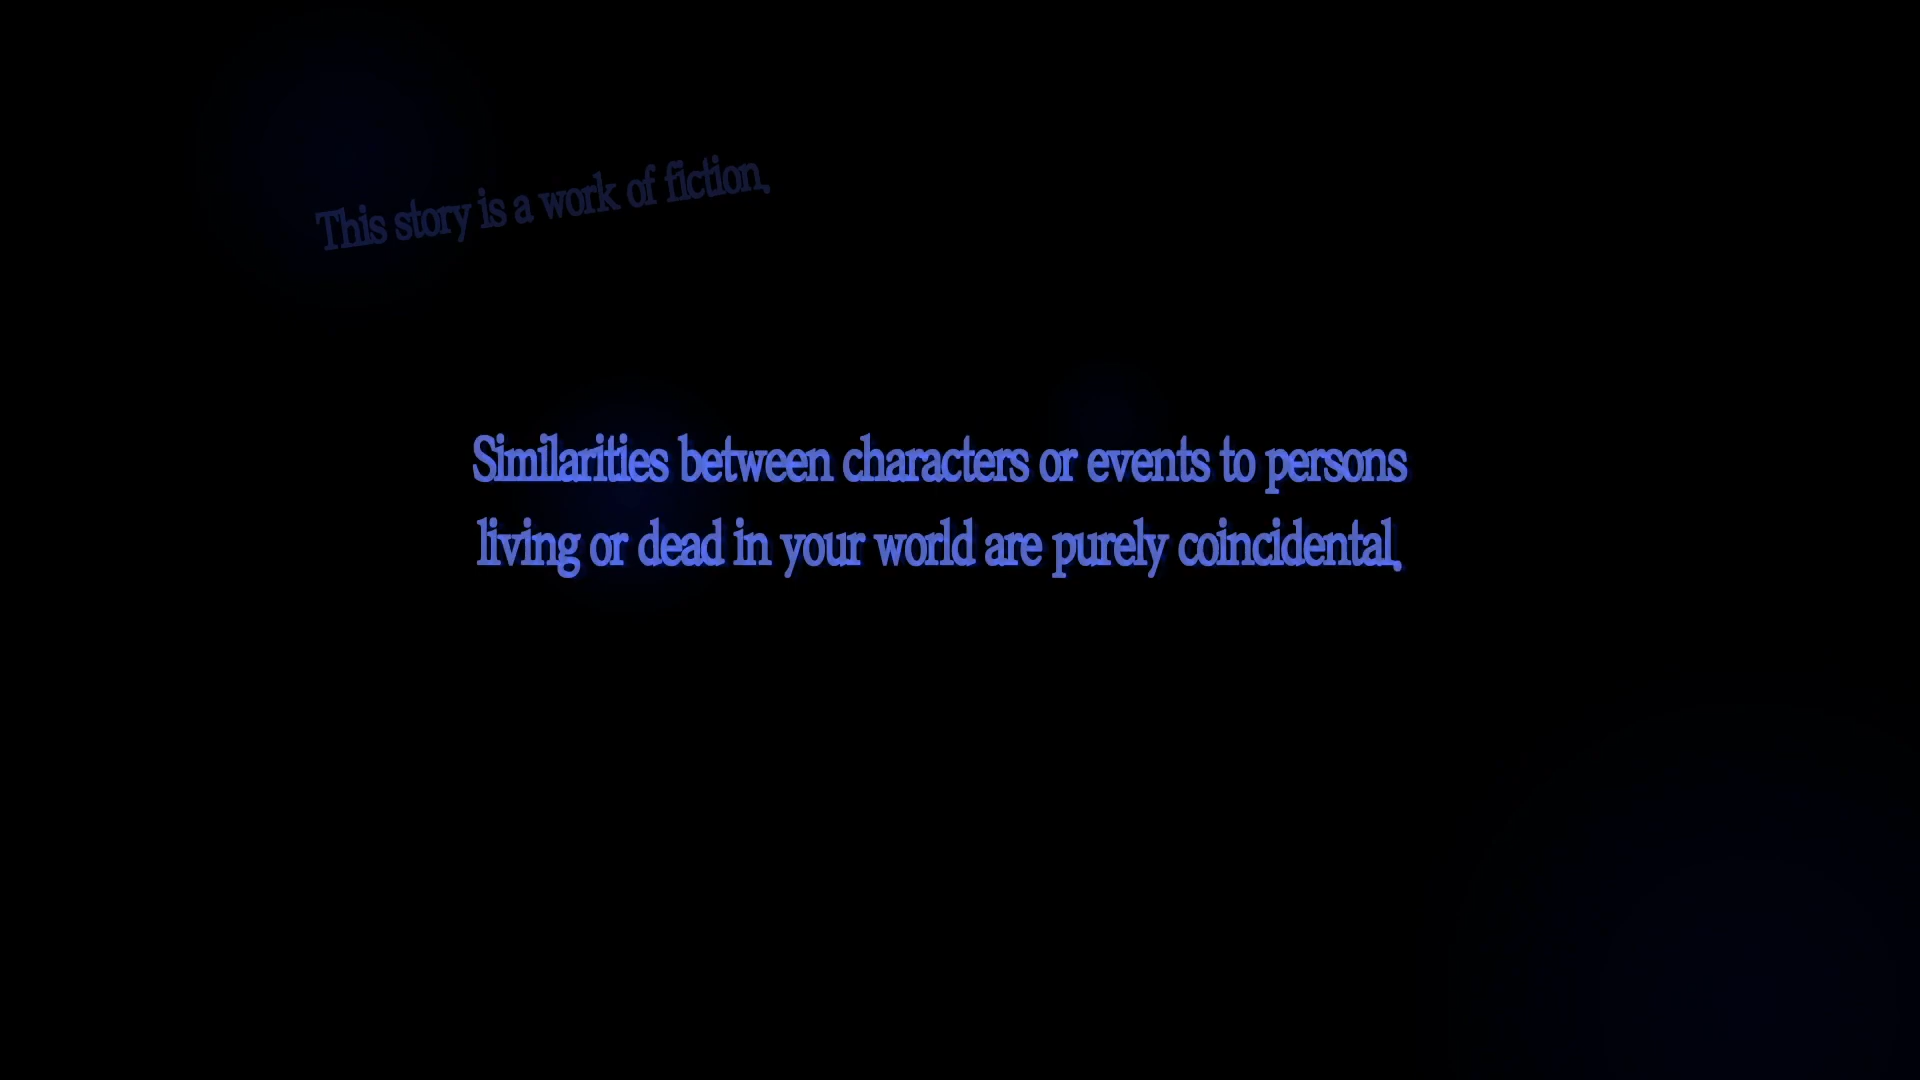 This story is a work of fiction.
Similarities between characters or events to persons
living or dead in your world are purely coincidental.